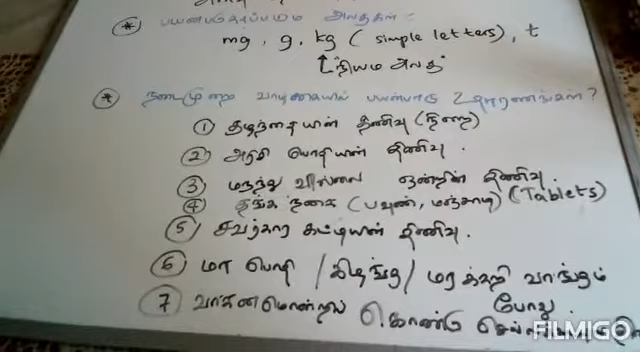 பயன்படுத்தப்படும் அலகுகள்?
mg, g, kg ( simple letters), t
நியம அலகு
நடைமுறை வாழ்க்கையில் பயன்பாடு உதாரணங்கள்?
① குழந்தையின் திணிவு (நிறை)
② அரிசி பொதியின் திணிவு.
③ மருந்து வில்லை ஒன்றின் திணிவு.
④ தங்க நகை (பவுண், மஞ்சாடி) (Tablets)
⑤ சவர்க்கார கட்டியின் திணிவு.
⑥ மா பொதி / கிழங்கு / மரக்கறி வாங்கும்
போது
⑦ வாகனமொன்றில் கொண்டு
FILMIGO